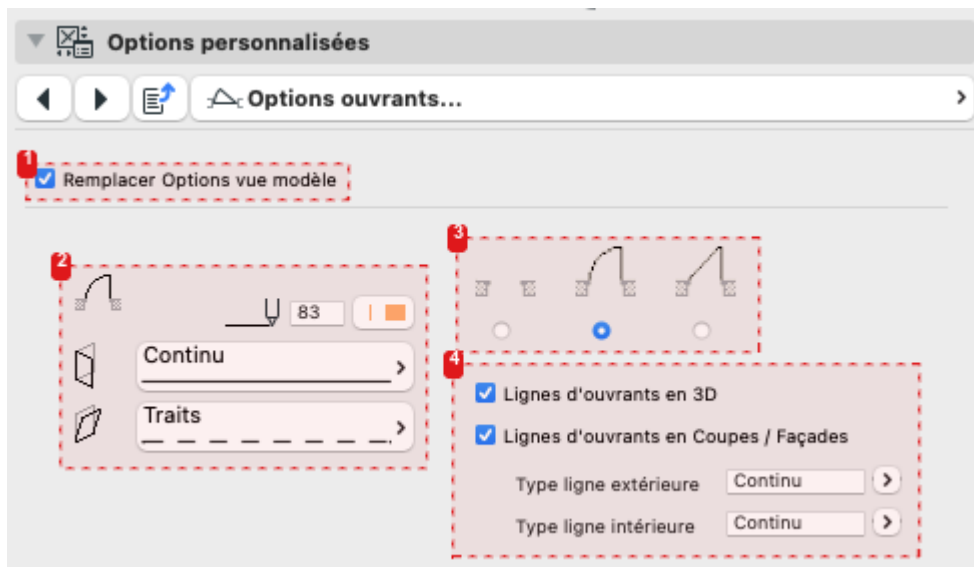 Options personnalisées
Options ouvrants...
1
Remplacer Options vue modèle
2
83
Continu
Traits
3
4
Lignes d'ouvrants en 3D
Lignes d'ouvrants en Coupes / Façades
Type ligne extérieure Continu
Type ligne intérieure Continu